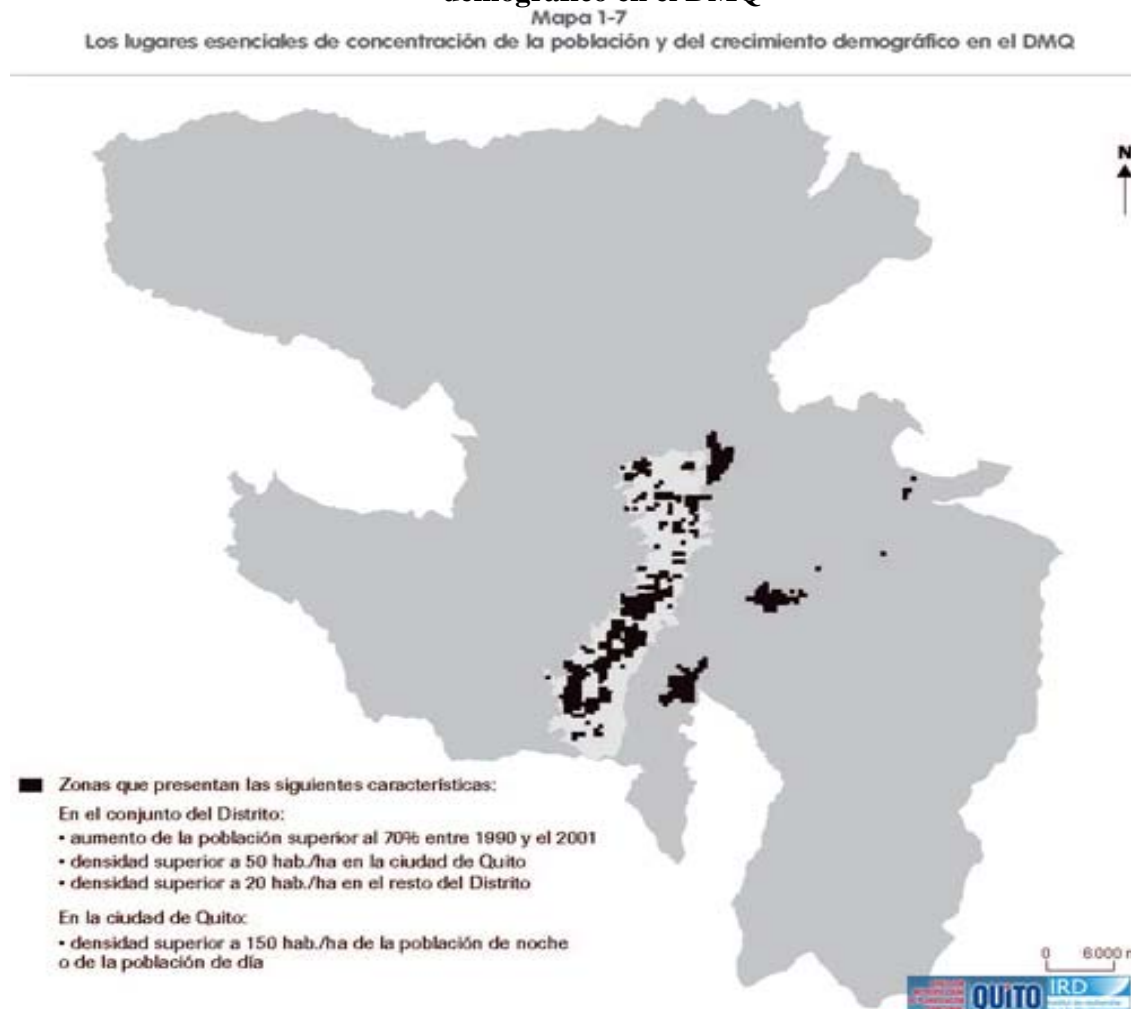 demográfico en el DMQ
Mapa 1-7
Los lugares esenciales de concentración de la población y del crecimiento demográfico en el DMQ
N
Zonas que presentan las siguientes características:
En el conjunto del Distrito:
• aumento de la población superior al 70% entre 1990 y el 2001
• densidad superior a 50 hab./ha en la ciudad de Quito
• densidad superior a 20 hab./ha en el resto del Distrito
En la ciudad de Quito:
• densidad superior a 150 hab./ha de la población de noche
o de la población de día
0 6000 m
QUITO IRD